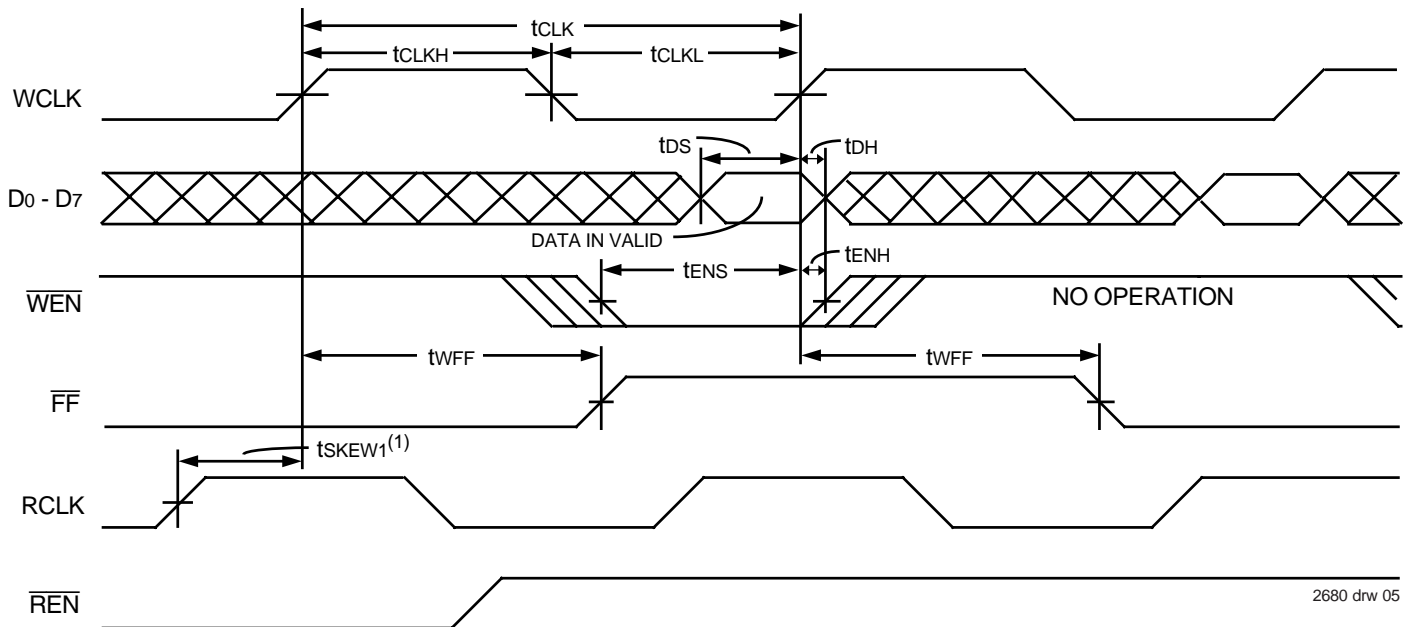 tCLK
tCLKH tCLKL
WCLK
tDS tDH
D0 - D7
DATA IN VALID
tENS tENH
WEN NO OPERATION
tWFF tWFF
FF
tSKEW1(1)
RCLK
REN
2680 drw 05